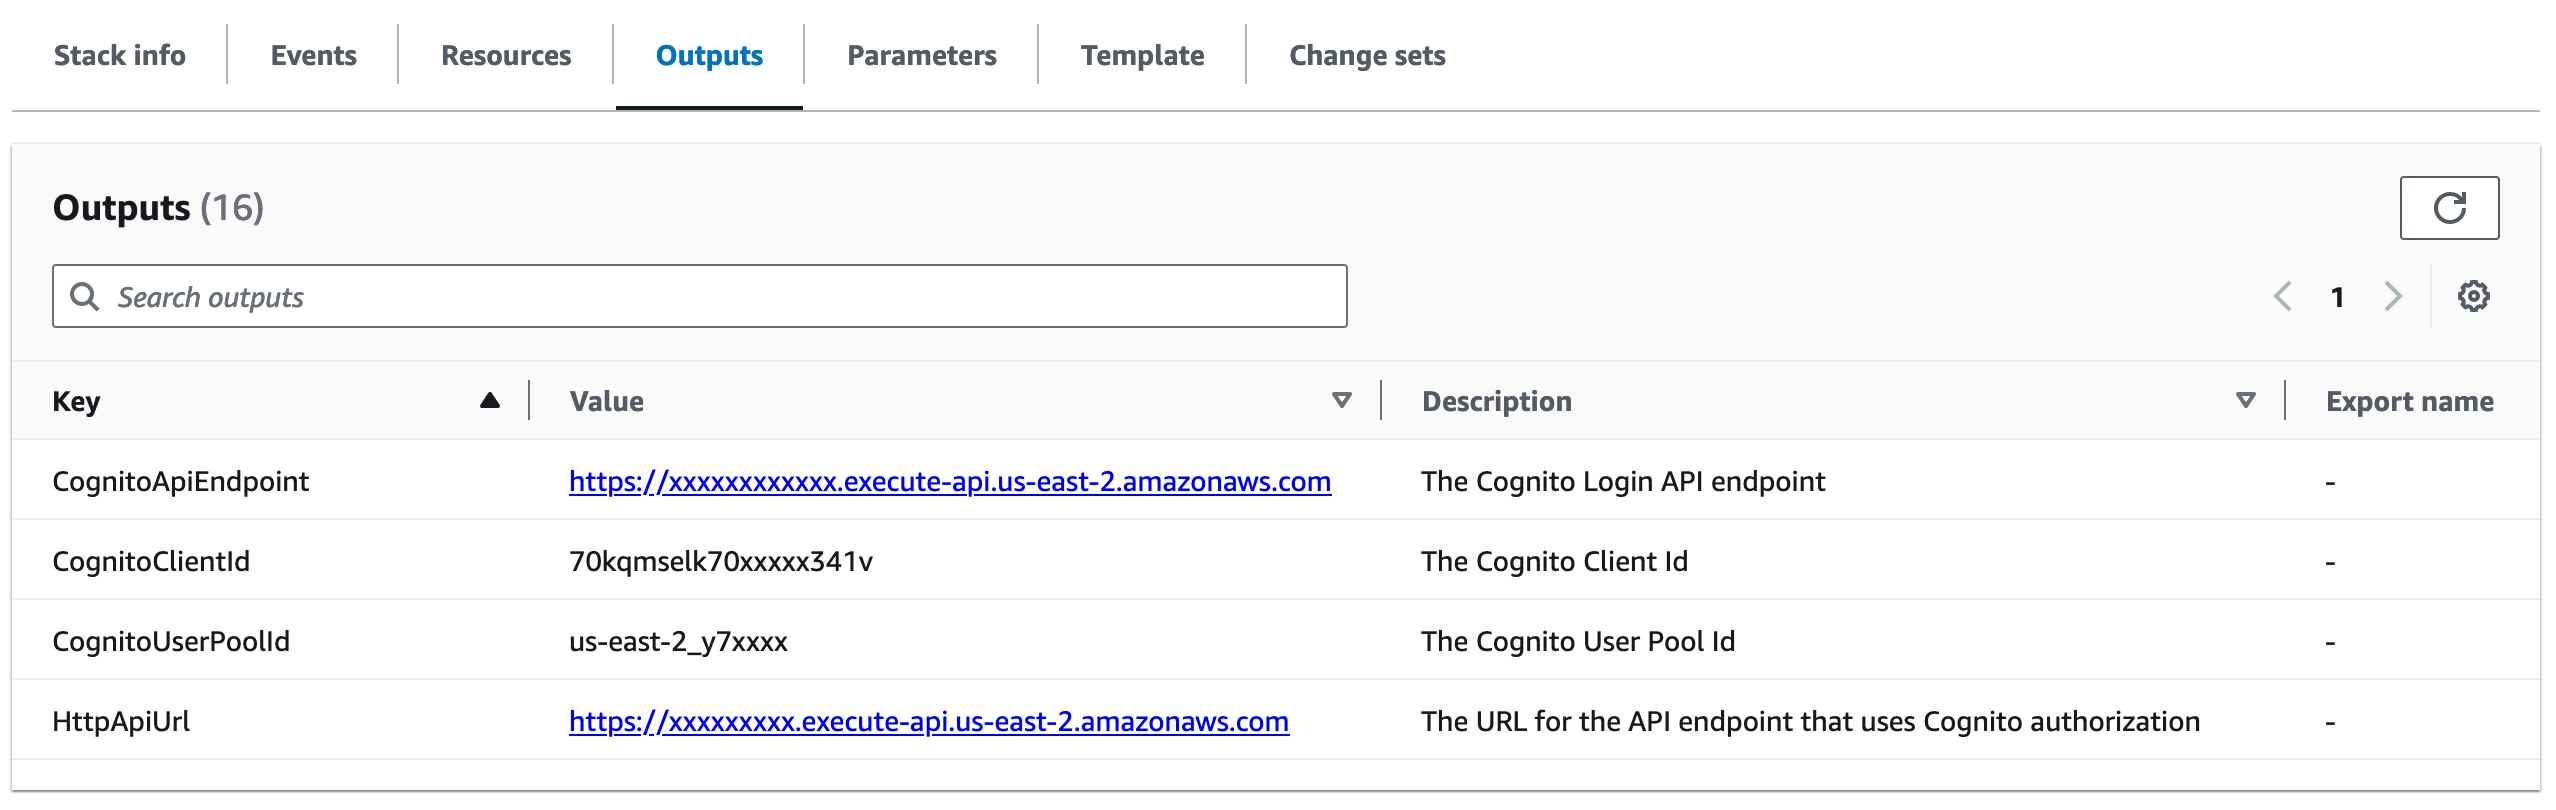 Stack info Events Resources Outputs Parameters Template Change sets
Outputs (16)
Search outputs
1
Key Value Description Export name
CognitoApiEndpoint https://xxxxxxxxxxxx.execute-api.us-east-2.amazonaws.com The Cognito Login API endpoint -
CognitoClientId 70kqmselk70xxxxx341v The Cognito Client Id -
CognitoUserPoolId us-east-2_y7xxxx The Cognito User Pool Id -
HttpApiUrl https://xxxxxxxxx.execute-api.us-east-2.amazonaws.com The URL for the API endpoint that uses Cognito authorization -